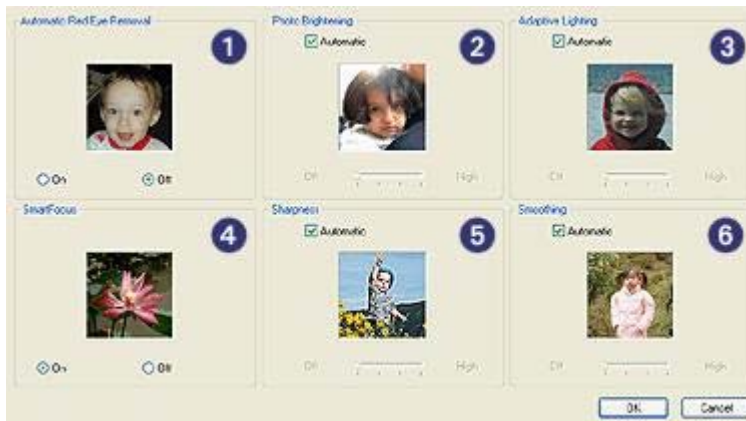 Automatic Red Eye Removal
1
On
Off
Photo Brightening
Automatic
2
Off
High
Adaptive Lighting
Automatic
3
Off
High
SmartFocus
4
On
Off
Sharpness
Automatic
5
Off
High
Smoothing
Automatic
6
Off
High
OK
Cancel